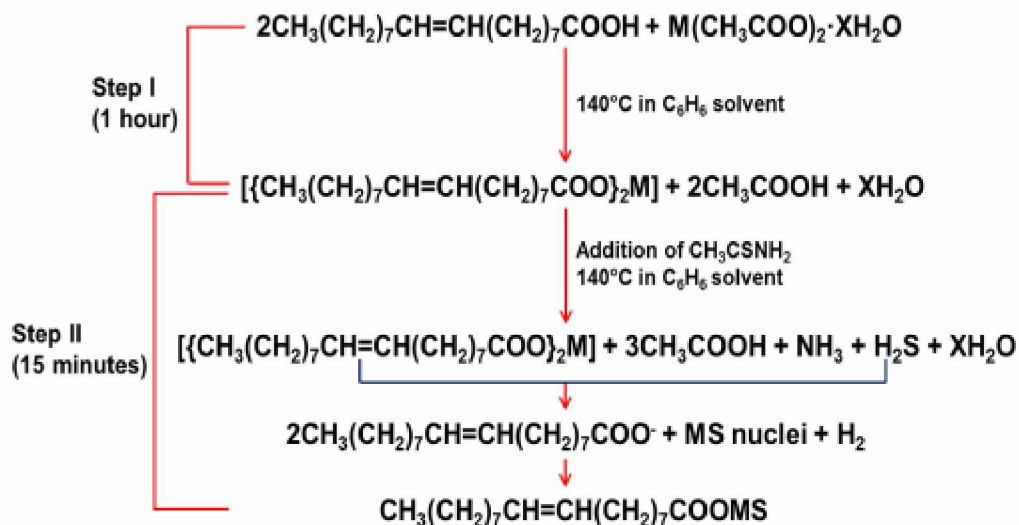 2CH₃(CH₂)₇CH=CH(CH₂)₇COOH + M(CH₃COO)₂·XH₂O
Step I
(1 hour)
140°C in C₆H₆ solvent
[{CH₃(CH₂)₇CH=CH(CH₂)₇COO}₂M] + 2CH₃COOH + XH₂O
Addition of CH₃CSNH₂
140°C in C₆H₆ solvent
Step II
(15 minutes)
[{CH₃(CH₂)₇CH=CH(CH₂)₇COO}₂M] + 3CH₃COOH + NH₃ + H₂S + XH₂O
2CH₃(CH₂)₇CH=CH(CH₂)₇COO⁻ + MS nuclei + H₂
CH₃(CH₂)₇CH=CH(CH₂)₇COOMS